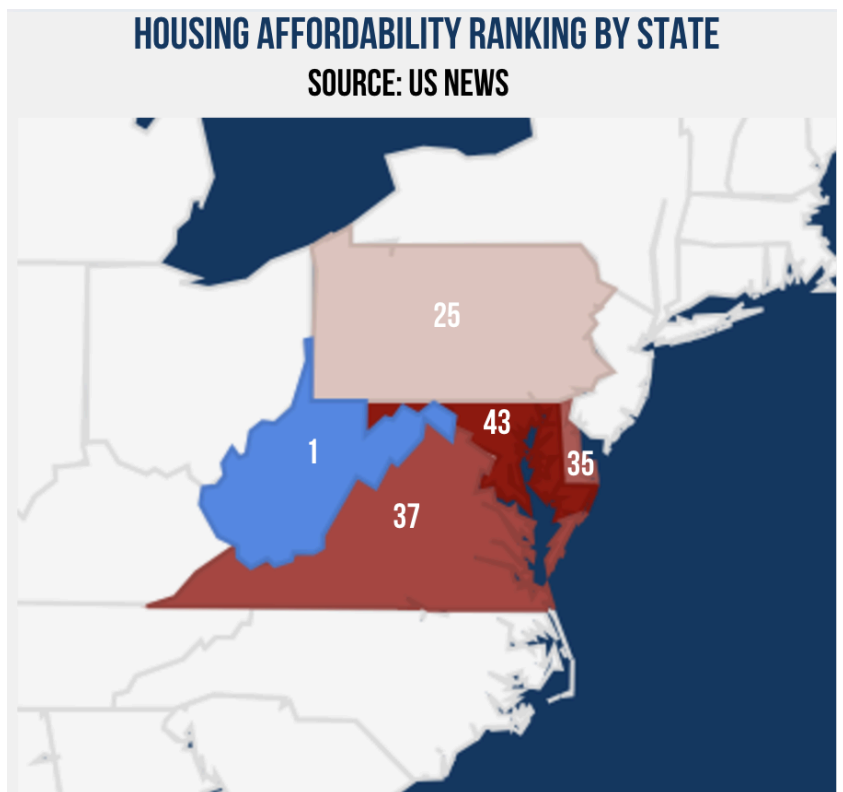 HOUSING AFFORDABILITY RANKING BY STATE
SOURCE: US NEWS
25
43
1
35
37